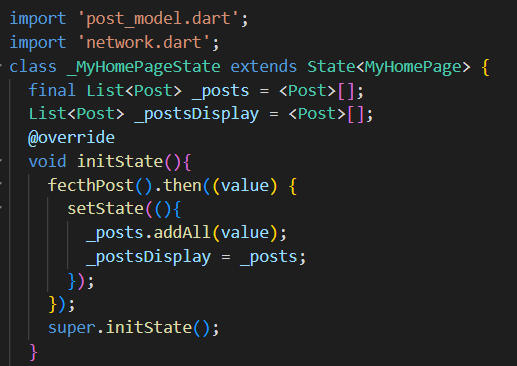 import 'post_model.dart';
import 'network.dart';
class _MyHomePageState extends State<MyHomePage> {
  final List<Post> _posts = <Post>[];
  List<Post> _postsDisplay = <Post>[];
  @override
  void initState(){
    fecthPost().then((value) {
      setState((){
        _posts.addAll(value);
        _postsDisplay = _posts;
      });
    });
    super.initState();
  }